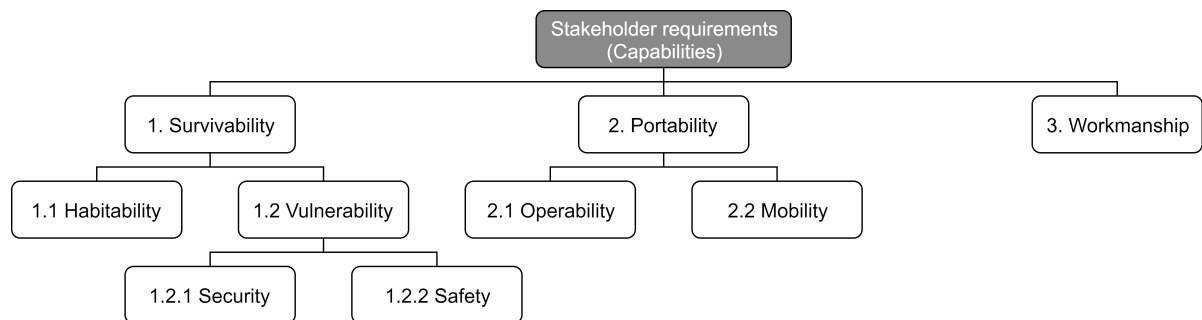 Stakeholder requirements
(Capabilities)
1. Survivability
2. Portability
3. Workmanship
1.1 Habitability
1.2 Vulnerability
2.1 Operability
2.2 Mobility
1.2.1 Security
1.2.2 Safety